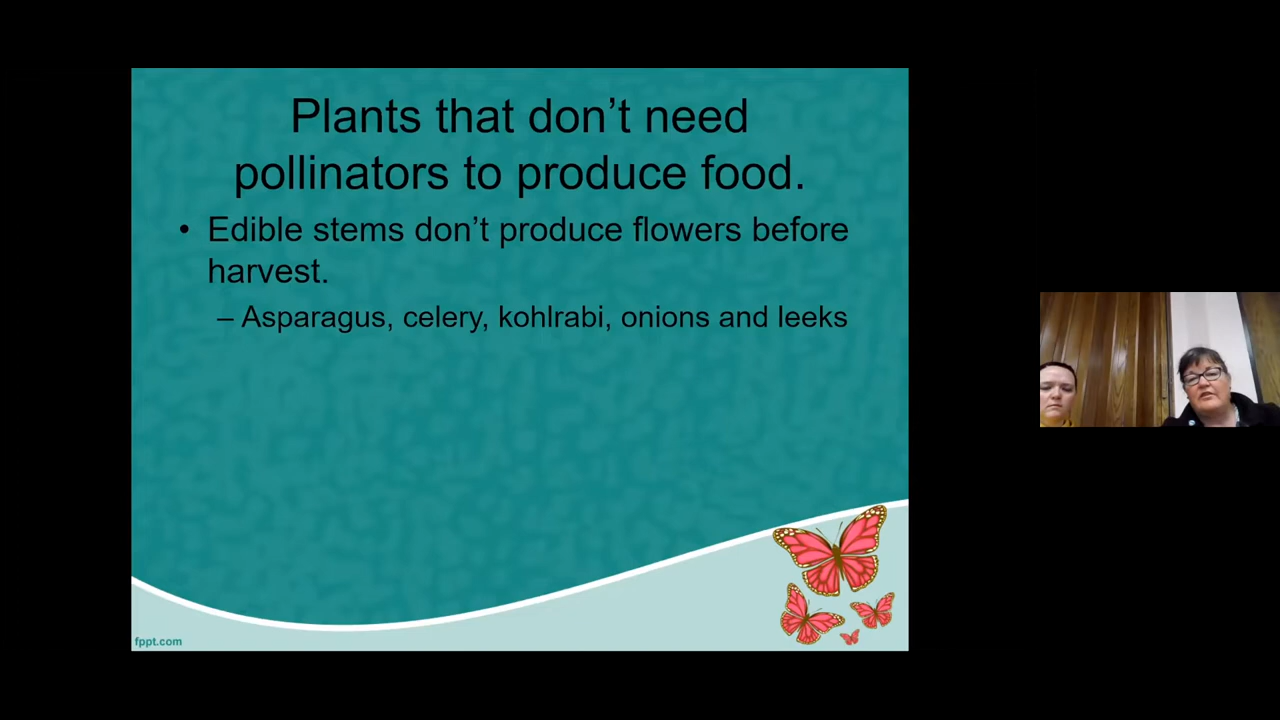 Plants that don’t need
pollinators to produce food.
• Edible stems don’t produce flowers before
harvest.
– Asparagus, celery, kohlrabi, onions and leeks
fppt.com